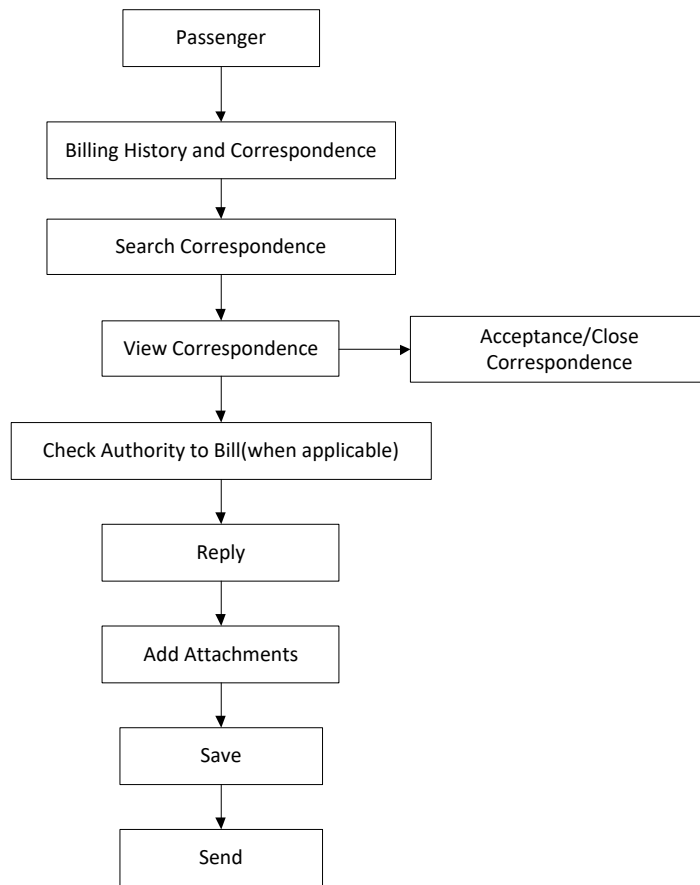 Passenger
Billing History and Correspondence
Search Correspondence
View Correspondence
Acceptance/Close
Correspondence
Check Authority to Bill(when applicable)
Reply
Add Attachments
Save
Send